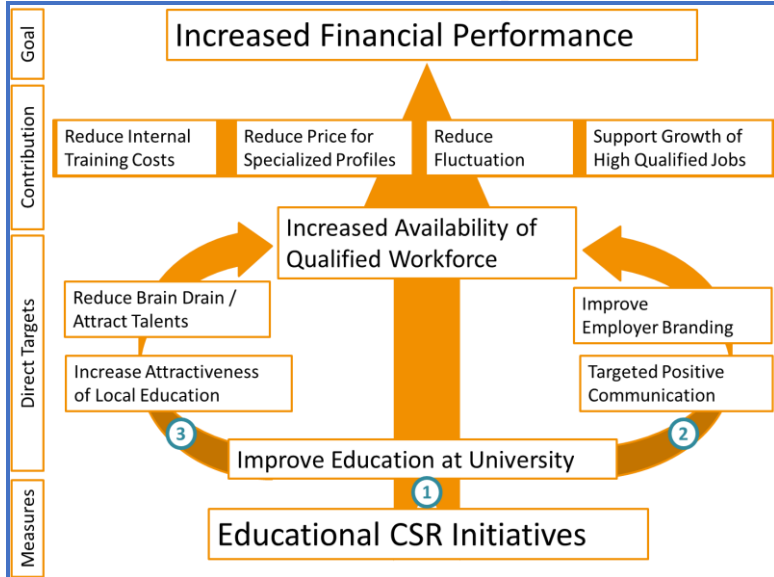 Goal
Increased Financial Performance
Contribution
Reduce Internal
Training Costs
Reduce Price for
Specialized Profiles
Reduce
Fluctuation
Support Growth of
High Qualified Jobs
Direct Targets
Increased Availability of
Qualified Workforce
Reduce Brain Drain /
Attract Talents
Improve
Employer Branding
Increase Attractiveness
of Local Education
Targeted Positive
Communication
3
2
Improve Education at University
Measures
1
Educational CSR Initiatives